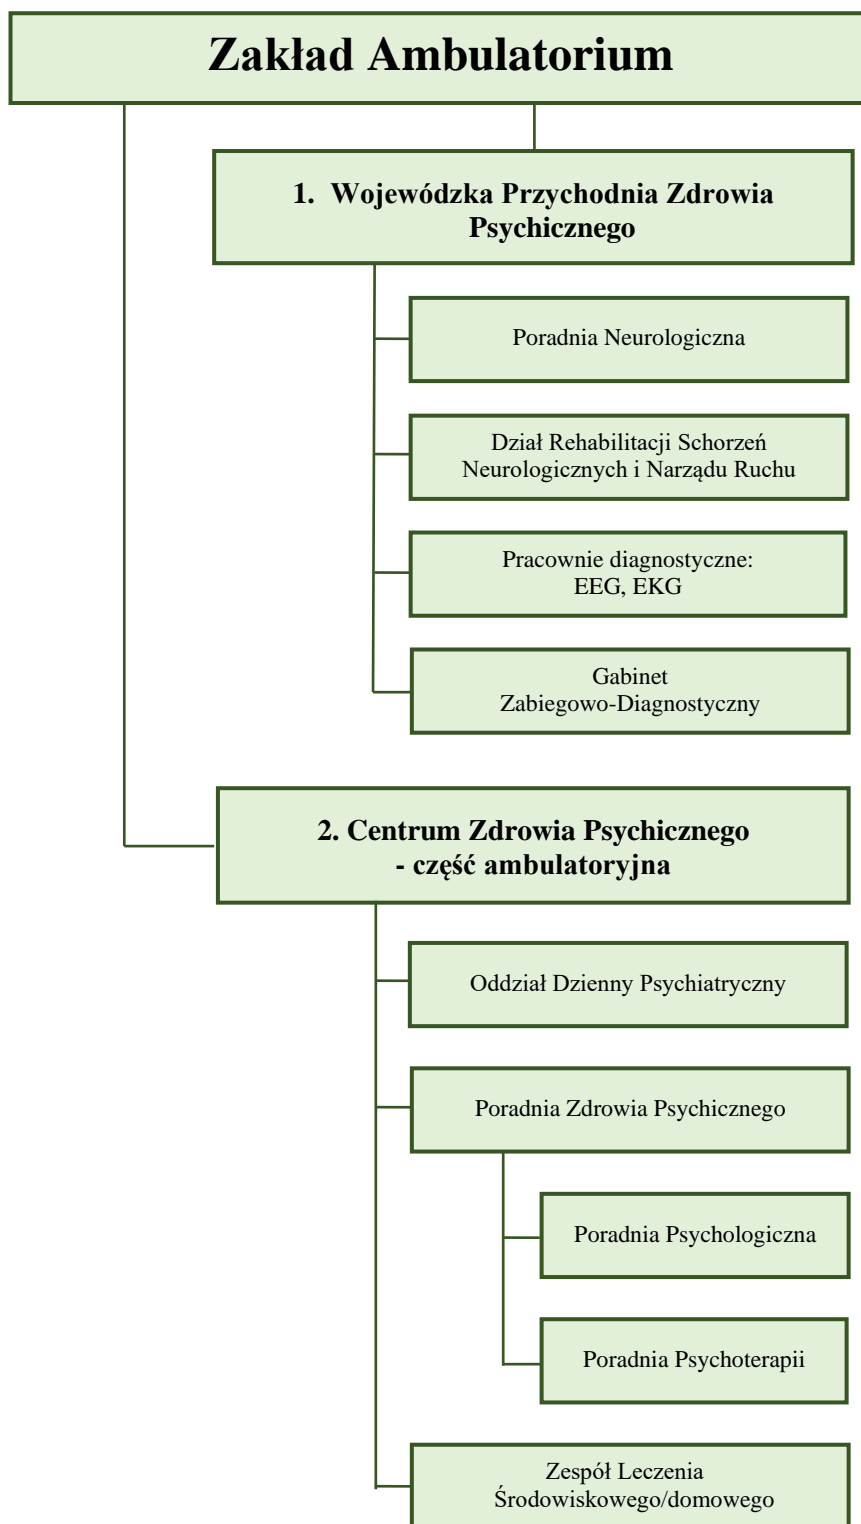 Zakład Ambulatorium
1. Wojewódzka Przychodnia Zdrowia
Psychicznego
Poradnia Neurologiczna
Dział Rehabilitacji Schorzeń
Neurologicznych i Narządu Ruchu
Pracownie diagnostyczne:
EEG, EKG
Gabinet
Zabiegowo-Diagnostyczny
2. Centrum Zdrowia Psychicznego
- część ambulatoryjna
Oddział Dzienny Psychiatryczny
Poradnia Zdrowia Psychicznego
Poradnia Psychologiczna
Poradnia Psychoterapii
Zespół Leczenia
Środowiskowego/domowego